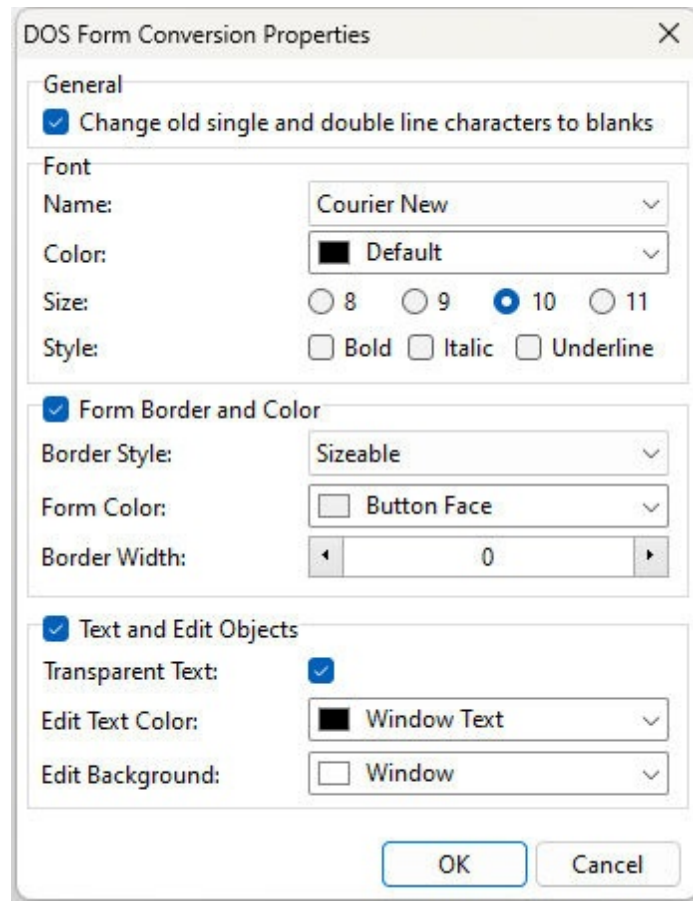 DOS Form Conversion Properties
General
Change old single and double line characters to blanks
Font
Name: Courier New
Color: Default
Size: 8 9 10 11
Style: Bold Italic Underline
Form Border and Color
Border Style: Sizeable
Form Color: Button Face
Border Width: 0
Text and Edit Objects
Transparent Text:
Edit Text Color: Window Text
Edit Background: Window
OK Cancel